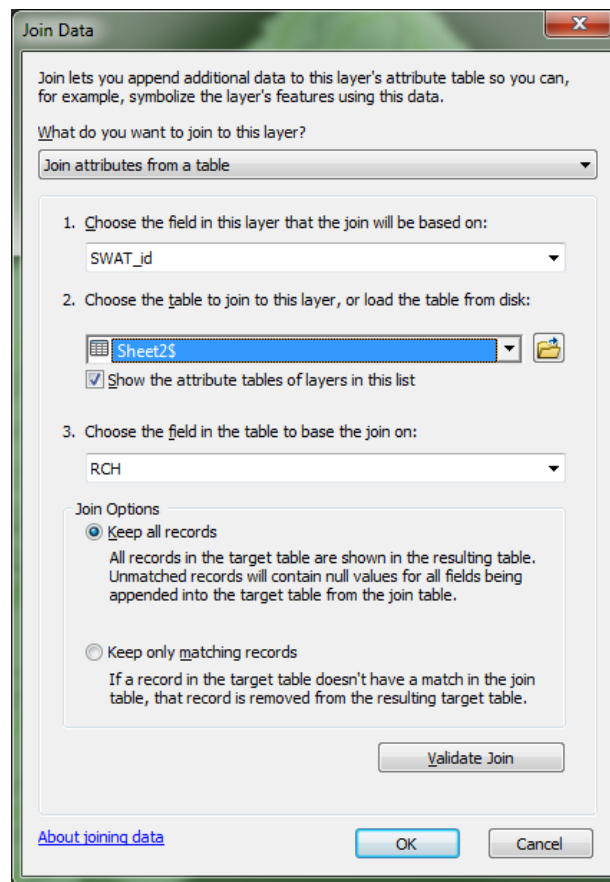 Join Data
Join lets you append additional data to this layer's attribute table so you can,
for example, symbolize the layer's features using this data.
What do you want to join to this layer?
Join attributes from a table
1. Choose the field in this layer that the join will be based on:
SWAT_id
2. Choose the table to join to this layer, or load the table from disk:
Sheet2$
Show the attribute tables of layers in this list
3. Choose the field in the table to base the join on:
RCH
Join Options
Keep all records
All records in the target table are shown in the resulting table.
Unmatched records will contain null values for all fields being
appended into the target table from the join table.
Keep only matching records
If a record in the target table doesn't have a match in the join
table, that record is removed from the resulting target table.
Validate Join
About joining data
OK
Cancel